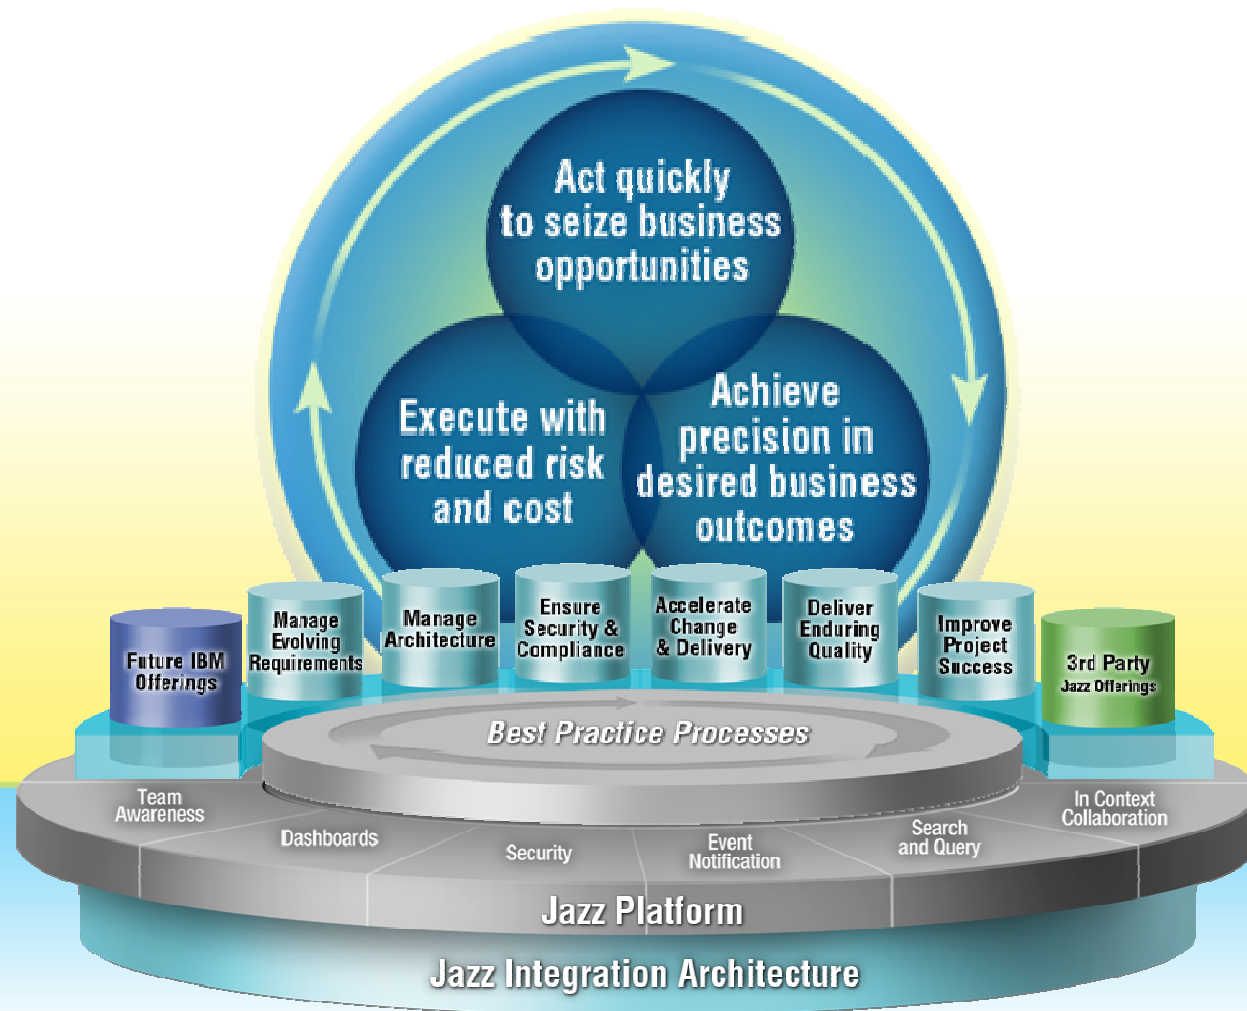 Act quickly
to seize business
opportunities
Execute with
reduced risk
and cost
Achieve
precision in
desired business
outcomes
Future IBM
Offerings
Manage
Evolving
Requirements
Manage
Architecture
Ensure
Security &
Compliance
Accelerate
Change
& Delivery
Deliver
Enduring
Quality
Improve
Project
Success
3rd Party
Jazz Offerings
Best Practice Processes
Team
Awareness
Dashboards
Security
Event
Notification
Search
and Query
In Context
Collaboration
Jazz Platform
Jazz Integration Architecture